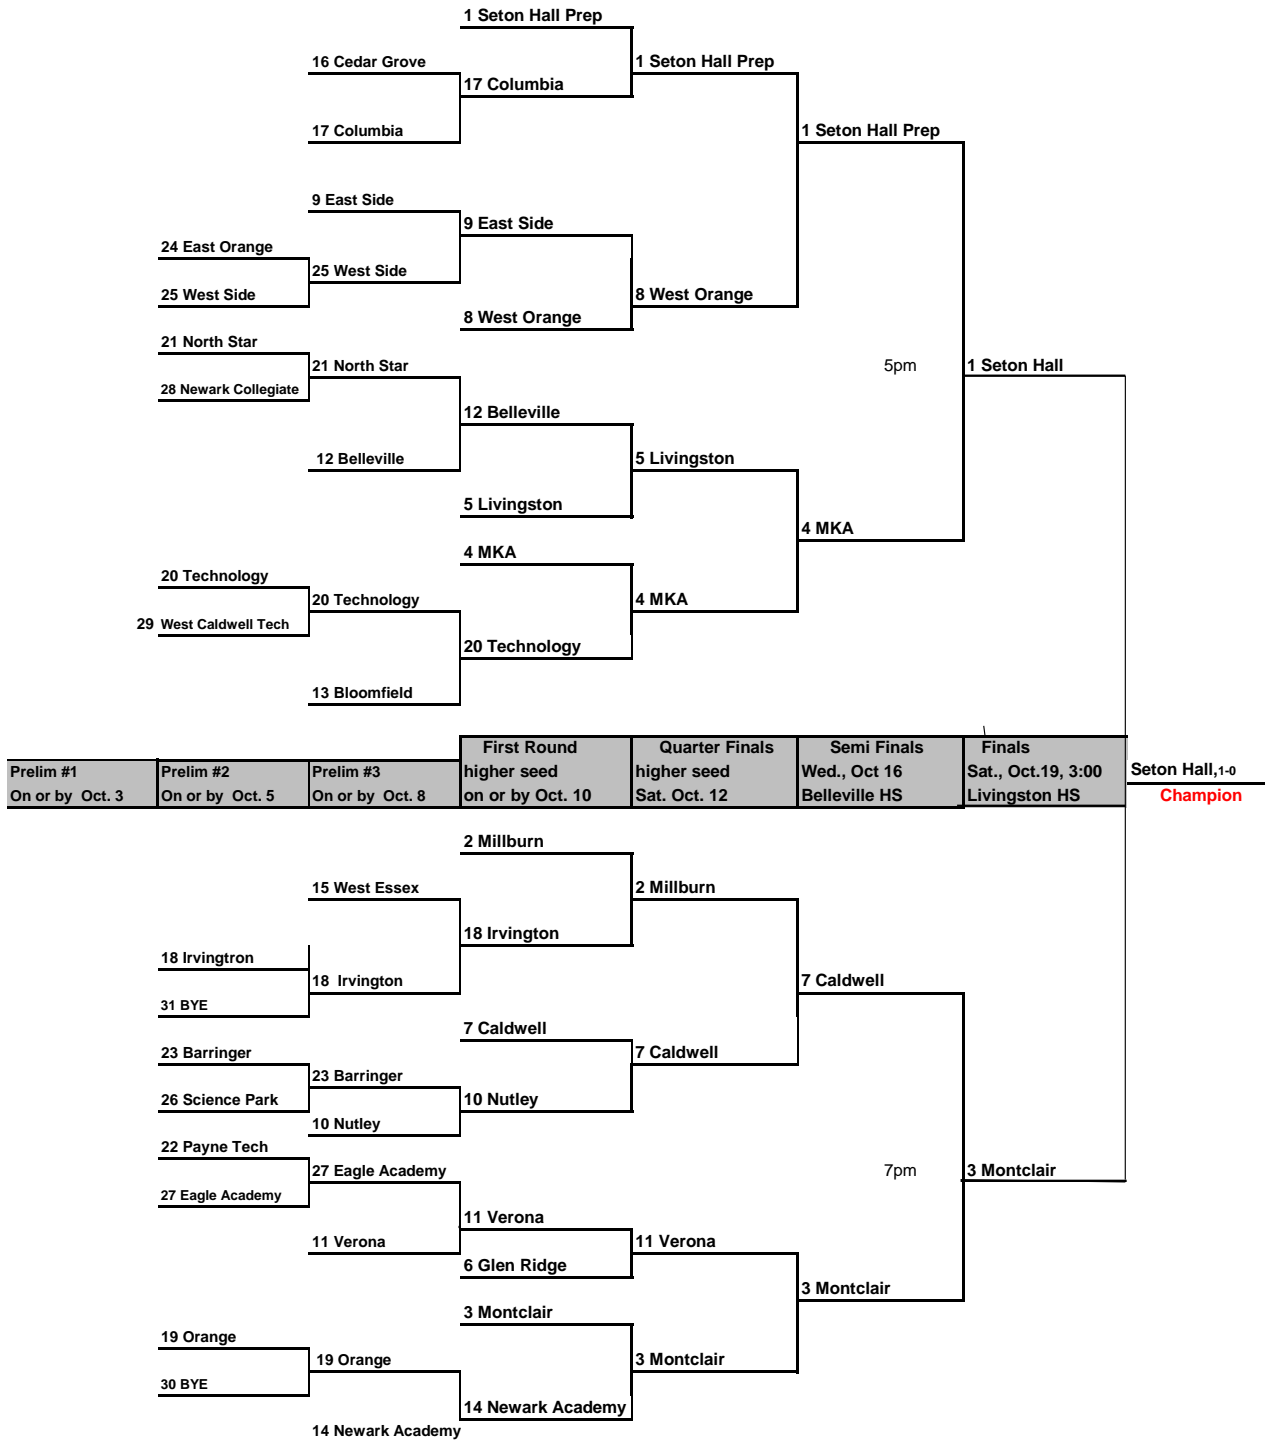 1 Seton Hall Prep
16 Cedar Grove
1 Seton Hall Prep
17 Columbia
17 Columbia
1 Seton Hall Prep
9 East Side
9 East Side
24 East Orange
25 West Side
25 West Side
8 West Orange
8 West Orange
21 North Star
21 North Star
5pm
1 Seton Hall
28 Newark Collegiate
12 Belleville
12 Belleville
5 Livingston
5 Livingston
4 MKA
4 MKA
20 Technology
20 Technology
4 MKA
29 West Caldwell Tech
20 Technology
13 Bloomfield
First Round
Quarter Finals
Semi Finals
Finals
Prelim #1
Prelim #2
Prelim #3
higher seed
higher seed
Wed., Oct 16
Sat., Oct.19, 3:00
Seton Hall,1-0
On or by Oct. 3
On or by Oct. 5
On or by Oct. 8
on or by Oct. 10
Sat. Oct. 12
Belleville HS
Livingston HS
Champion
2 Millburn
15 West Essex
2 Millburn
18 Irvington
18 Irvingtron
18 Irvington
7 Caldwell
31 BYE
7 Caldwell
23 Barringer
7 Caldwell
23 Barringer
26 Science Park
10 Nutley
10 Nutley
22 Payne Tech
27 Eagle Academy
7pm
3 Montclair
27 Eagle Academy
11 Verona
11 Verona
11 Verona
6 Glen Ridge
3 Montclair
3 Montclair
19 Orange
19 Orange
3 Montclair
30 BYE
14 Newark Academy
14 Newark Academy